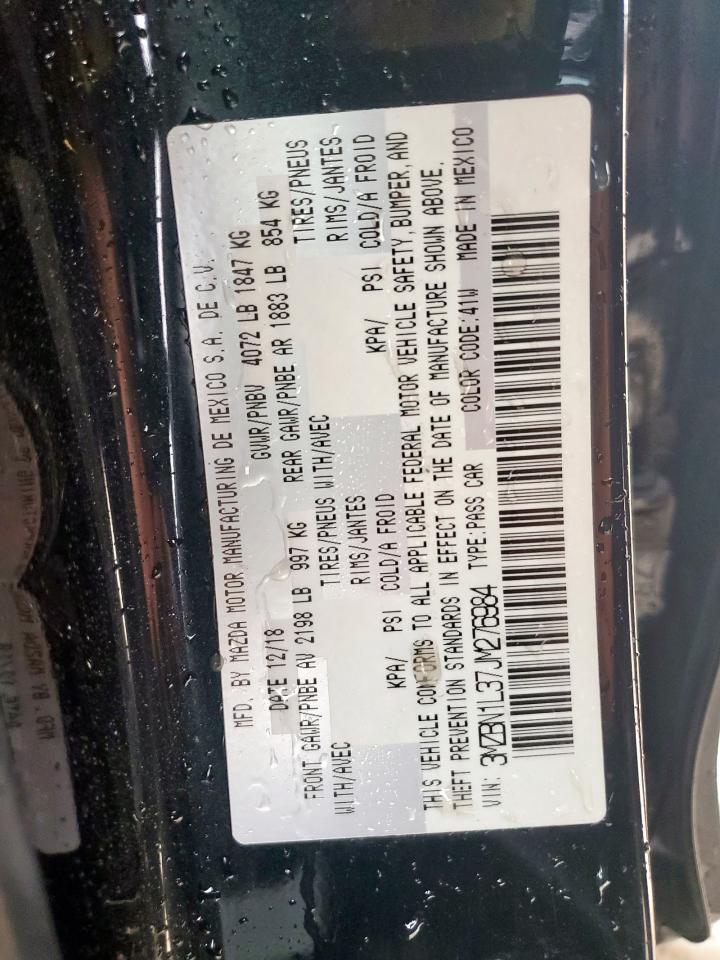 MFD. BY MAZDA MOTOR MANUFACTURING DE MEXICO S.A. DE C.V.
DATE 12/18 GVWR/PNBV 4072 LB 1847 KG
FRONT GAWR/PNBE AV 2198 LB 997 KG REAR GAWR/PNBE AR 1883 LB 854 KG
WITH/AVEC TIRES/PNEUS WITH/AVEC TIRES/PNEUS
RIMS/JANTES RIMS/JANTES
KPA/ PSI COLD/A FROID KPA/ PSI COLD/A FROID
THIS VEHICLE CONFORMS TO ALL APPLICABLE FEDERAL MOTOR VEHICLE SAFETY, BUMPER, AND
THEFT PREVENTION STANDARDS IN EFFECT ON THE DATE OF MANUFACTURE SHOWN ABOVE.
VIN: 3MZBN1L37JM276984 TYPE:PASS CAR COLOR CODE:41W MADE IN MEXICO